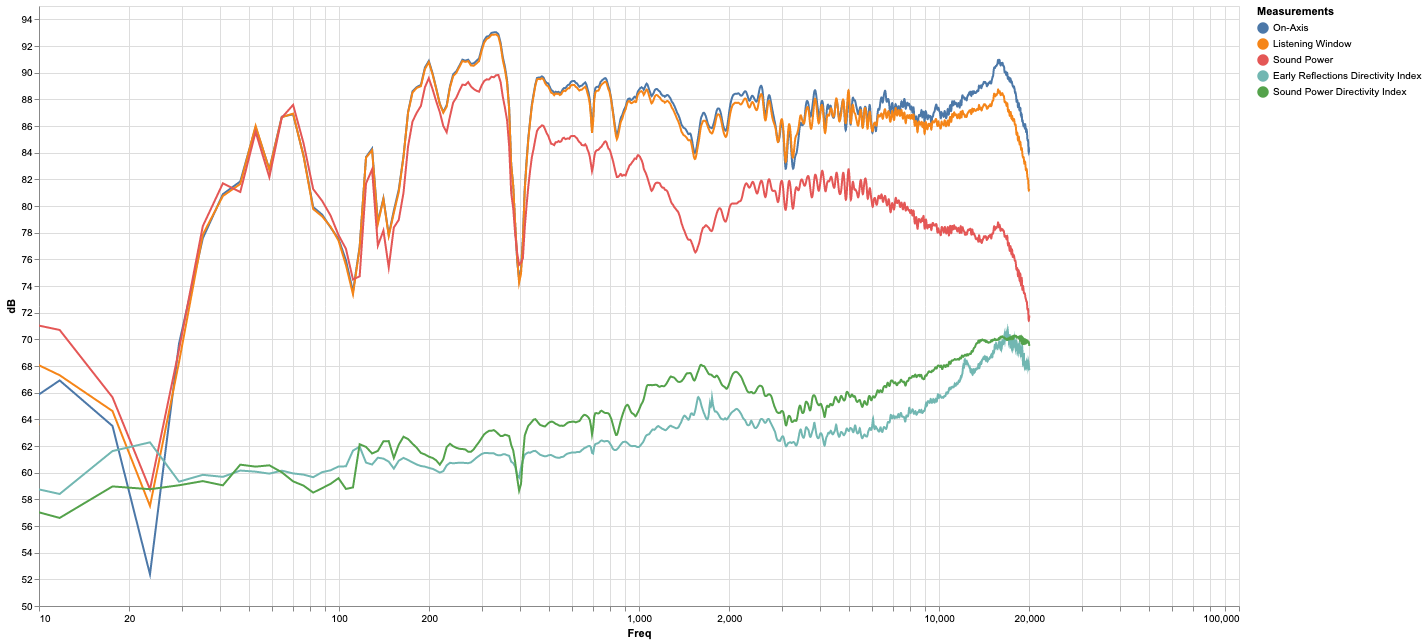 Measurements
On-Axis
Listening Window
Sound Power
Early Reflections Directivity Index
Sound Power Directivity Index
94
92
90
88
86
84
82
80
78
76
74
72
70
68
66
64
62
60
58
56
54
52
50
dB
10 20 100 200 1,000 2,000 10,000 20,000 100,000
Freq